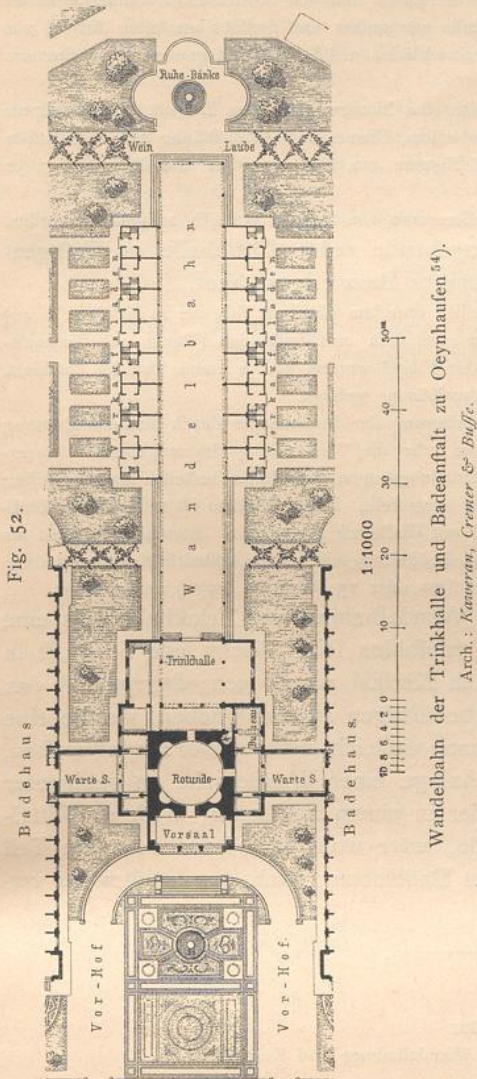 Fig. 52.
Badehaus
Ruhe-Bänke
Wein Laube
Verkaufsläden
Wandelbahn
Verkaufsläden
Trinkhalle
Warte S. Rotunde Warte S.
Vorsaal
Vor-Hof
Vor-Hof.
Badehaus.
1:1000
10 8 6 4 2 0 10 20 30 40 50m
Wandelbahn der Trinkhalle und Badeanſtalt zu Oeynhauſen 54).
Arch.: Kaweran, Cremer & Buſſe.